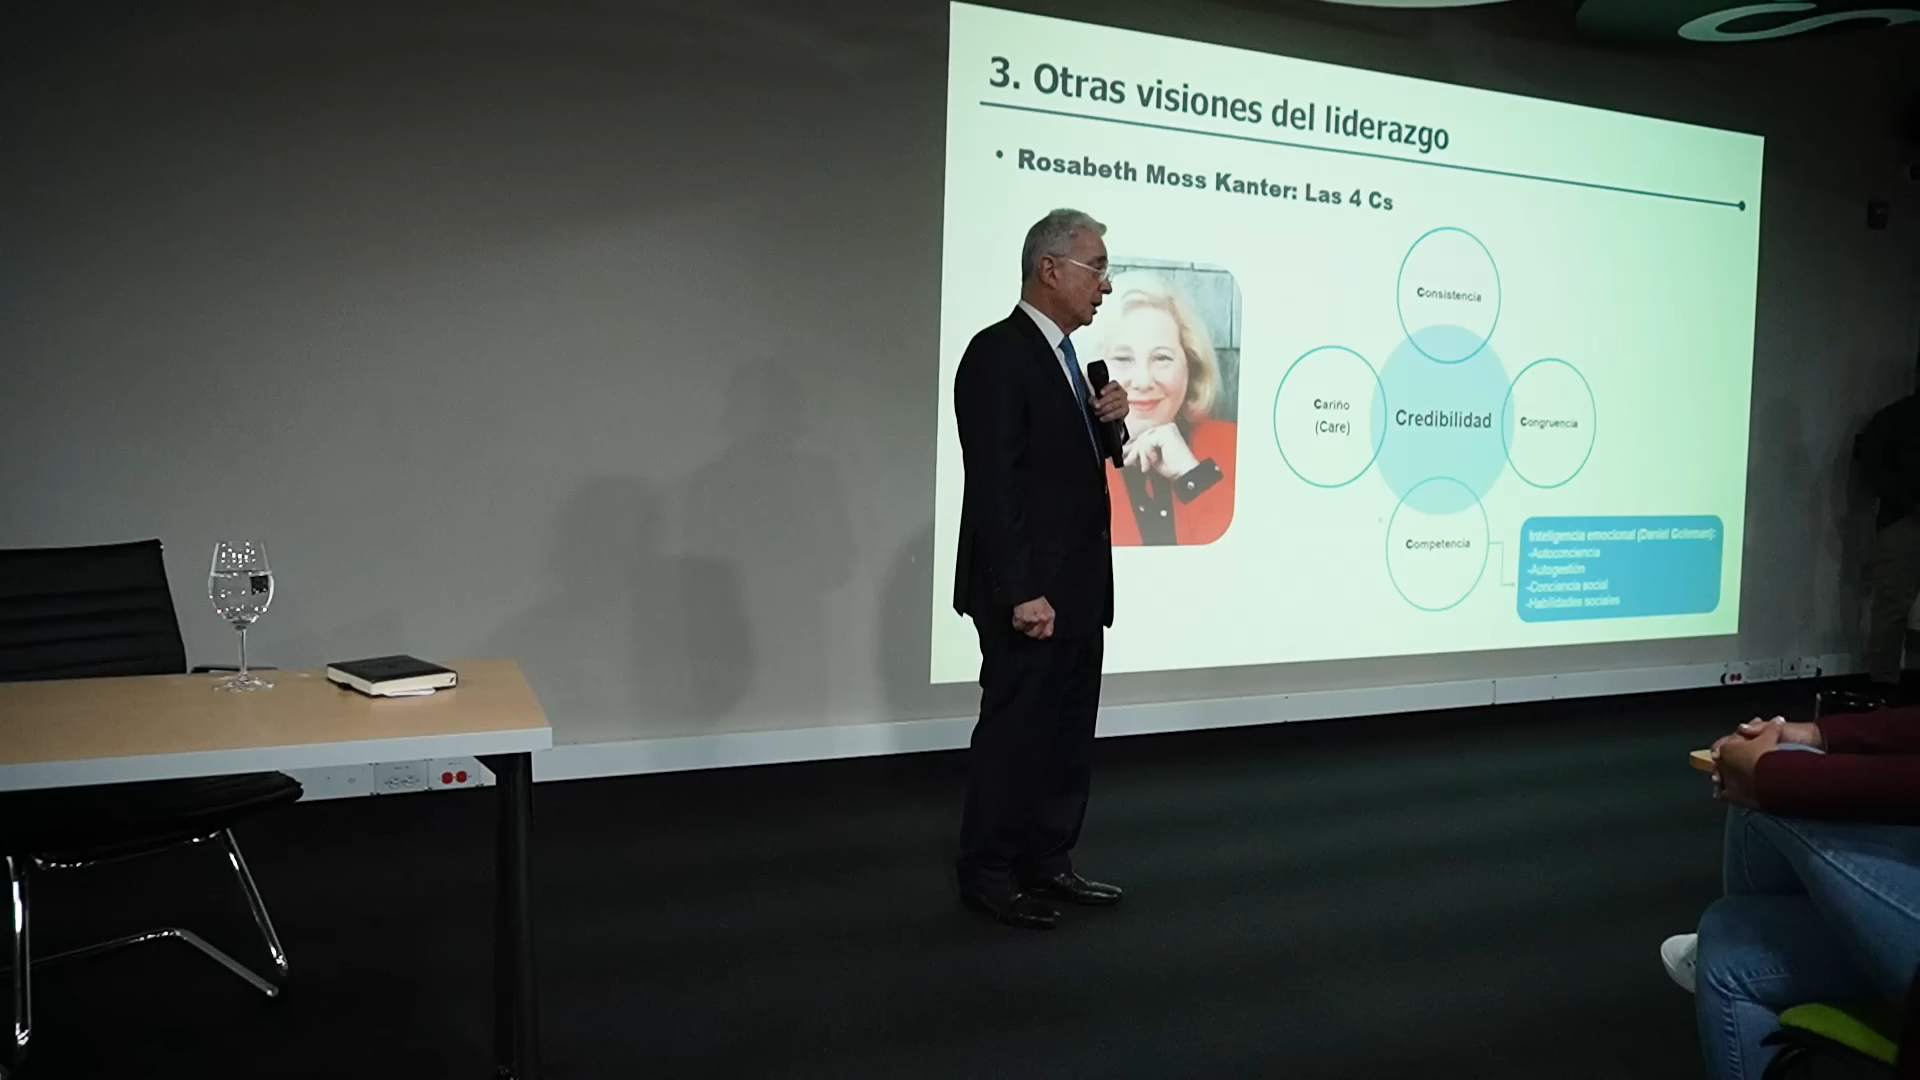 3. Otras visiones del liderazgo
• Rosabeth Moss Kanter: Las 4 Cs
Consistencia
Cariño
(Care)
Credibilidad
Congruencia
Competencia
Inteligencia emocional (Daniel Goleman):
-Autoconciencia
-Autogestión
-Conciencia social
-Habilidades sociales